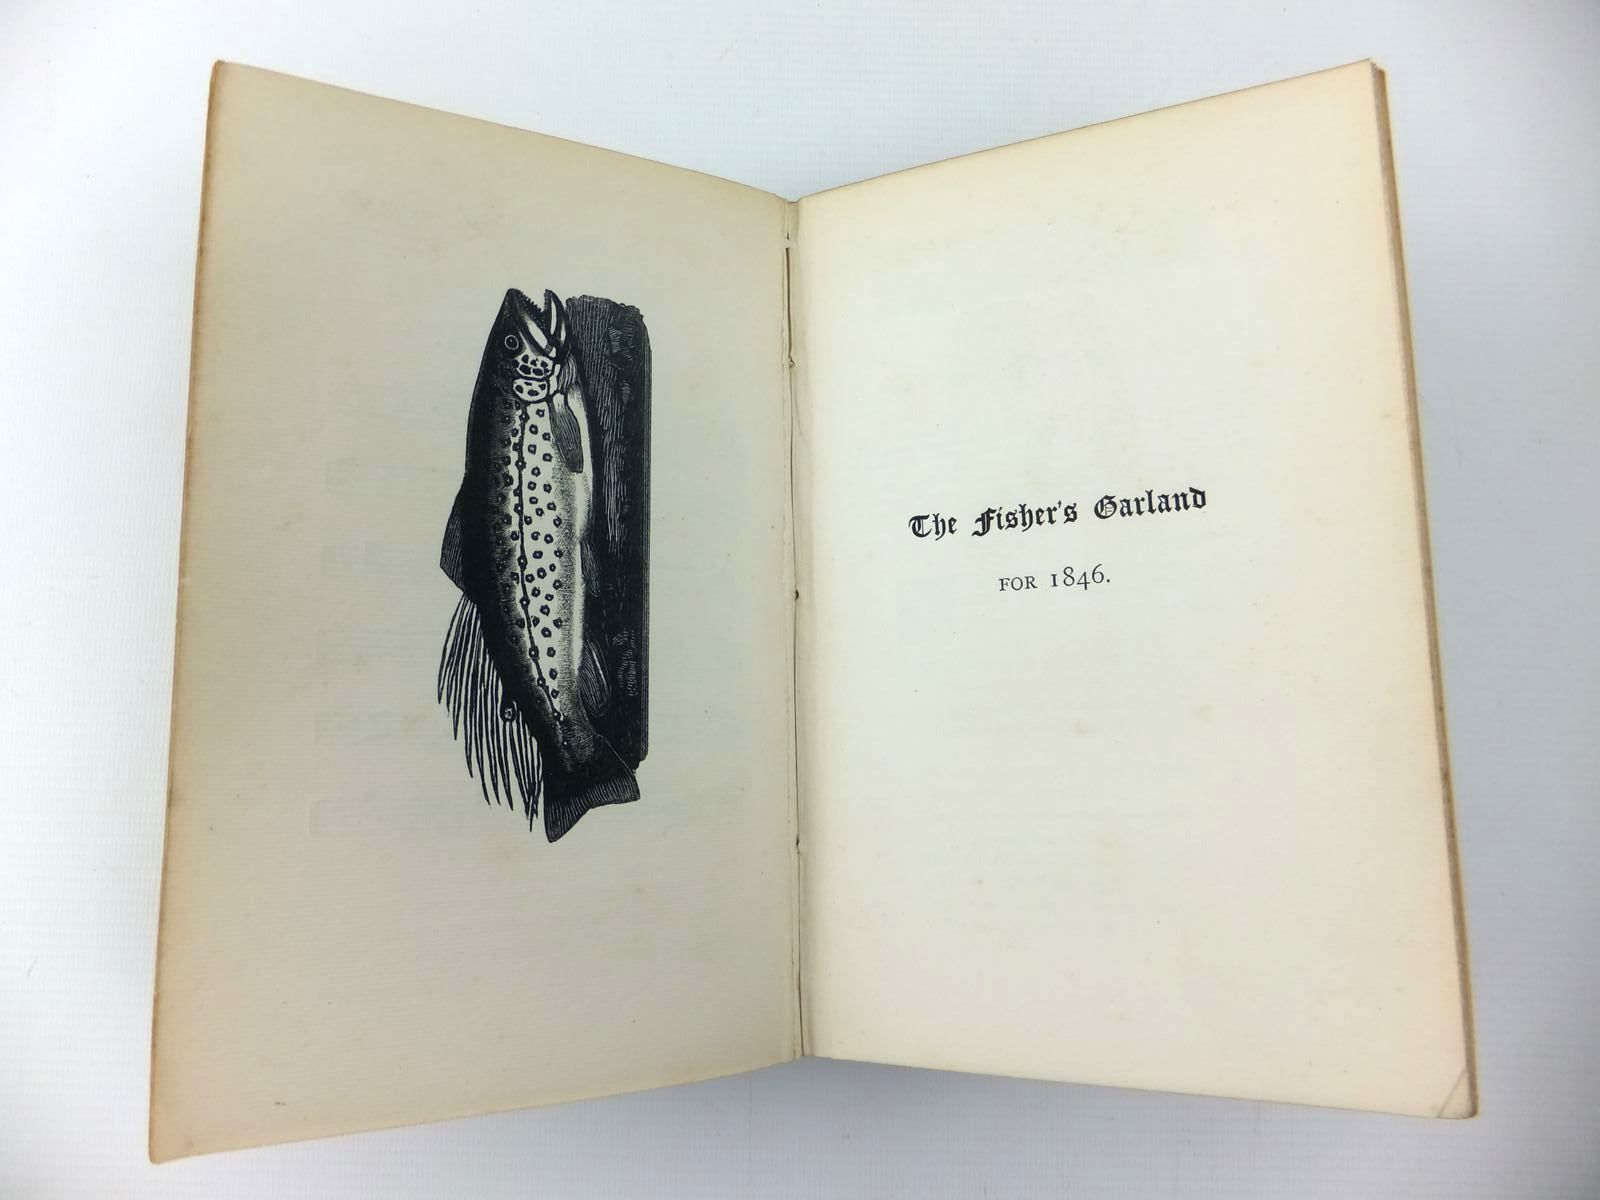 The Fisher's Garland
FOR 1846.